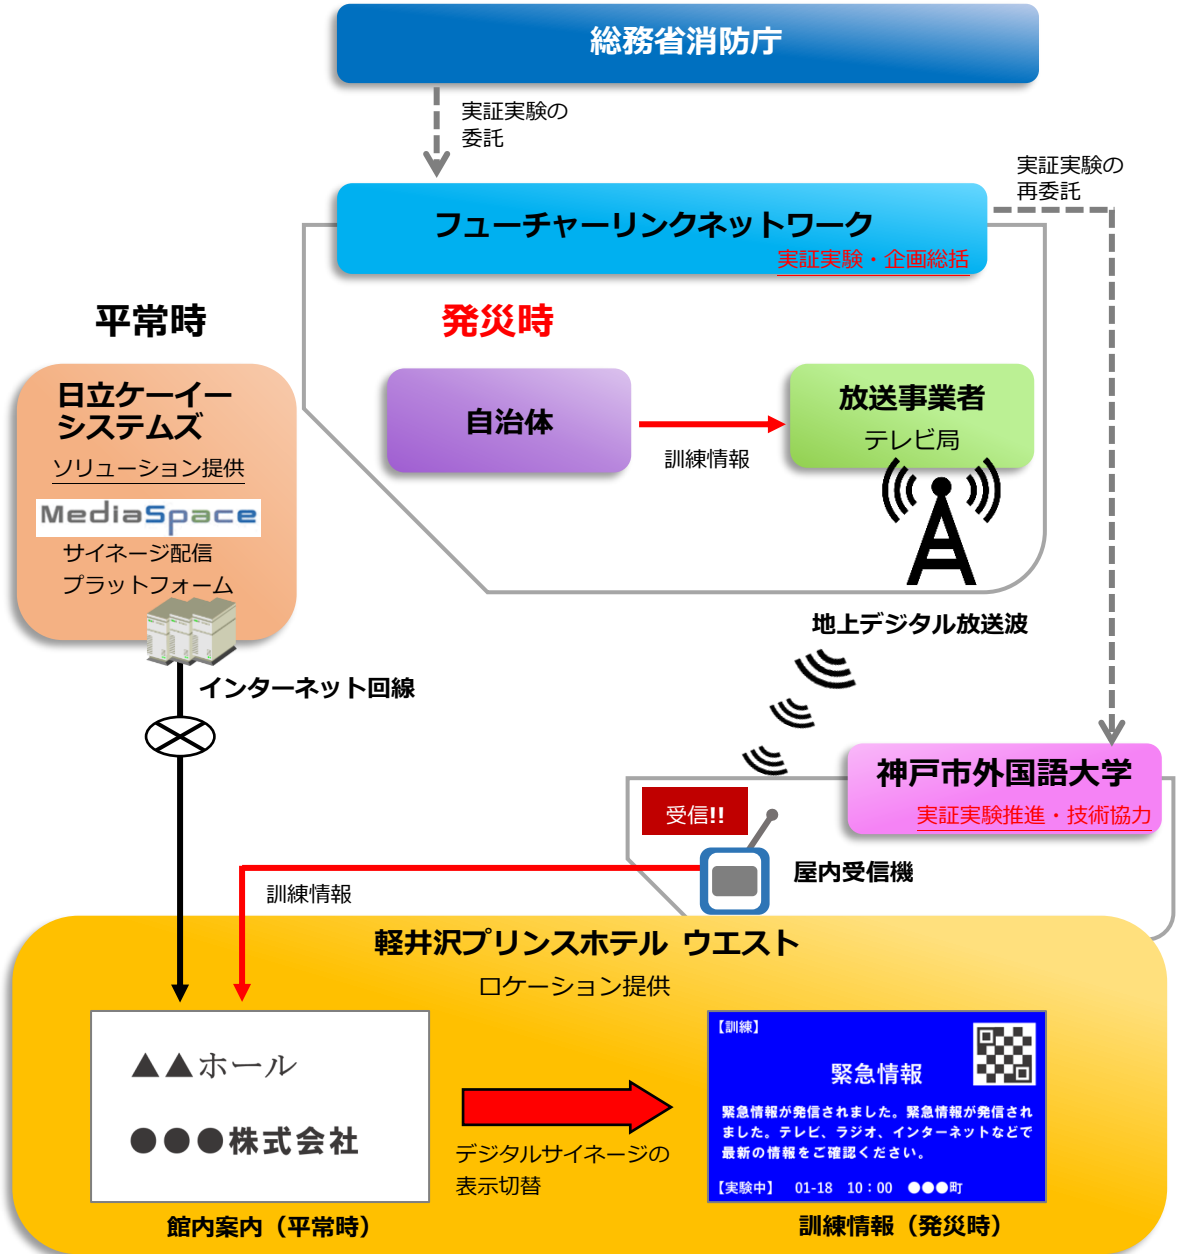 総務省消防庁
実証実験の
委託
実証実験の
再委託
フューチャーリンクネットワーク
実証実験・企画総括
平常時
発災時
日立ケーイー
システムズ
ソリューション提供
MediaSpace
サイネージ配信
プラットフォーム
自治体
訓練情報
放送事業者
テレビ局
地上デジタル放送波
インターネット回線
神戸市外国語大学
実証実験推進・技術協力
受信!!
屋内受信機
訓練情報
軽井沢プリンスホテル ウエスト
ロケーション提供
▲▲ホール
●●●株式会社
デジタルサイネージの
表示切替
【訓練】
緊急情報
緊急情報が発信されました。緊急情報が発信され
ました。テレビ、ラジオ、インターネットなどで
最新の情報をご確認ください。
【実験中】 01-18 10：00 ●●●町
館内案内（平常時）
訓練情報（発災時）